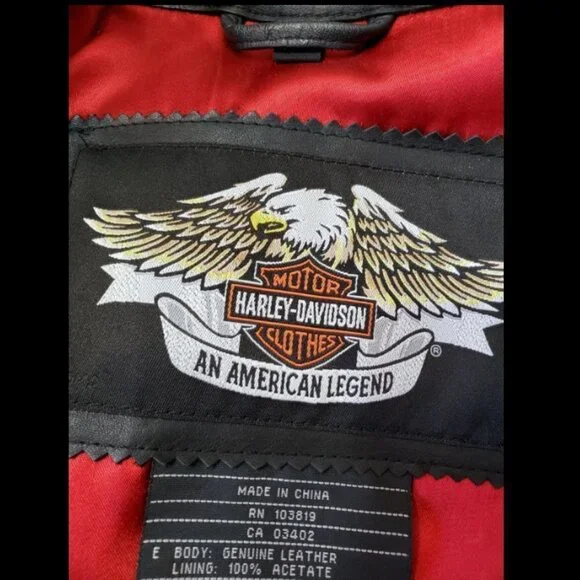 MOTOR
HARLEY-DAVIDSON
CLOTHES
®
AN AMERICAN LEGEND
MADE IN CHINA
RN 103819
CA 03402
E BODY: GENUINE LEATHER
LINING: 100% ACETATE